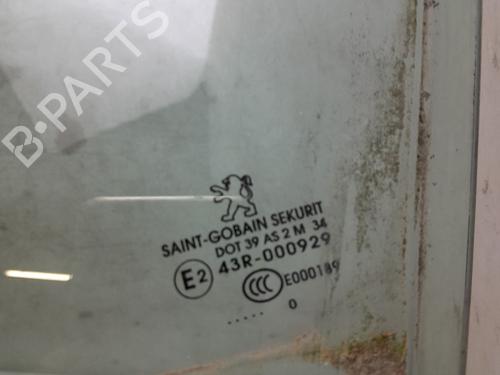 B-PARTS
SAINT-GOBAIN SEKURIT
DOT 39 AS 2 M 34
E2 43R-000929
CCC E000189
..... 0